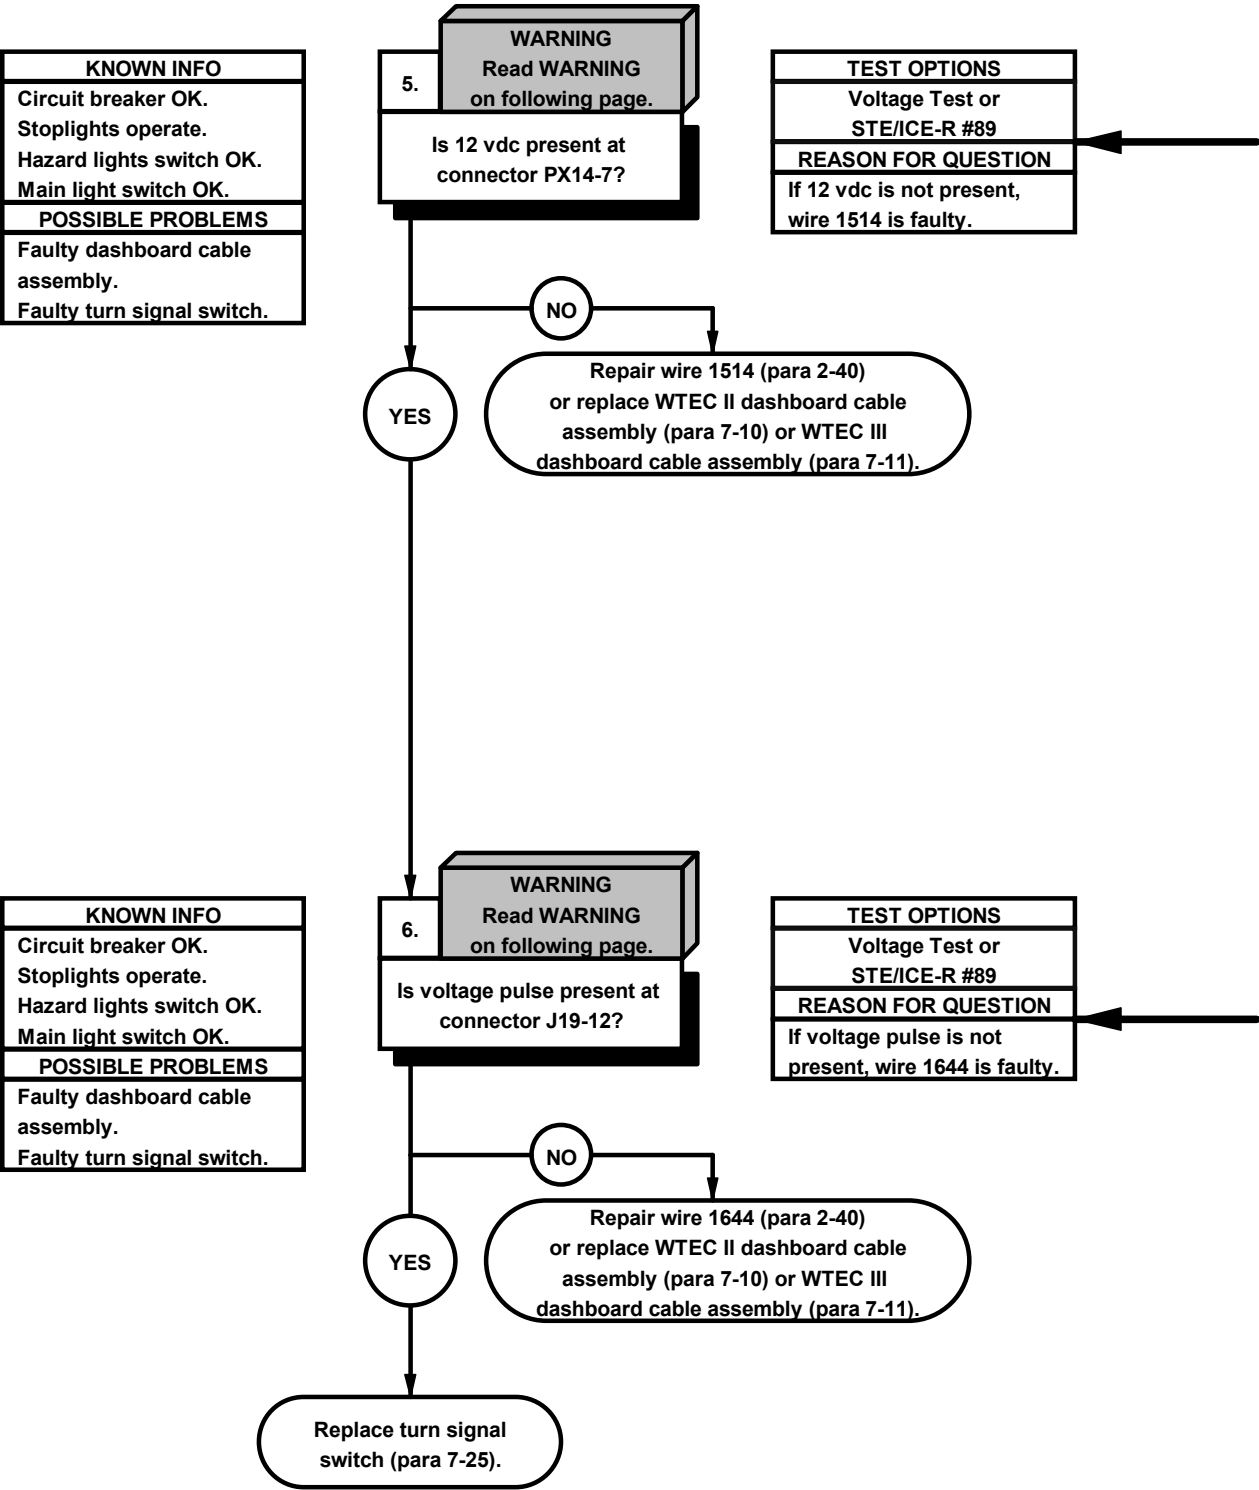 KNOWN INFO
Circuit breaker OK.
Stoplights operate.
Hazard lights switch OK.
Main light switch OK.
POSSIBLE PROBLEMS
Faulty dashboard cable
assembly.
Faulty turn signal switch.
5.
WARNING
Read WARNING
on following page.
Is 12 vdc present at
connector PX14-7?
TEST OPTIONS
Voltage Test or
STE/ICE-R #89
REASON FOR QUESTION
If 12 vdc is not present,
wire 1514 is faulty.
NO
YES
Repair wire 1514 (para 2-40)
or replace WTEC II dashboard cable
assembly (para 7-10) or WTEC III
dashboard cable assembly (para 7-11).
KNOWN INFO
Circuit breaker OK.
Stoplights operate.
Hazard lights switch OK.
Main light switch OK.
POSSIBLE PROBLEMS
Faulty dashboard cable
assembly.
Faulty turn signal switch.
6.
WARNING
Read WARNING
on following page.
Is voltage pulse present at
connector J19-12?
TEST OPTIONS
Voltage Test or
STE/ICE-R #89
REASON FOR QUESTION
If voltage pulse is not
present, wire 1644 is faulty.
NO
YES
Repair wire 1644 (para 2-40)
or replace WTEC II dashboard cable
assembly (para 7-10) or WTEC III
dashboard cable assembly (para 7-11).
Replace turn signal
switch (para 7-25).